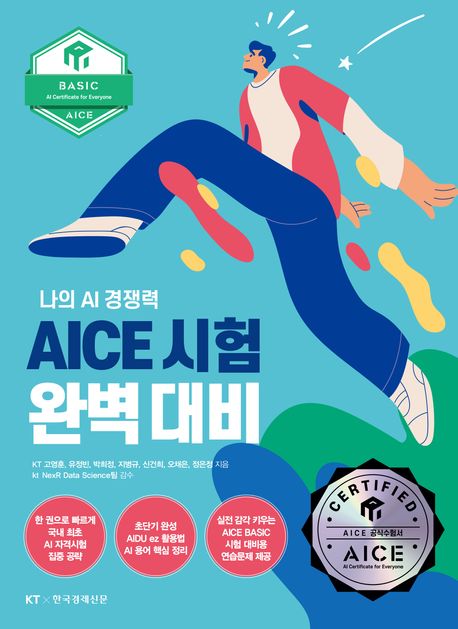 BASIC
AI Certificate for Everyone
AICE
나의 AI 경쟁력
AICE 시험
완벽 대비
KT 고영훈, 유정빈, 박희정, 지병규, 신건희, 오채은, 정은정 지음
kt NexR Data Science팀 감수
한 권으로 빠르게
국내 최초
AI 자격시험
집중 공략
초단기 완성
AIDU ez 활용법
AI 용어 핵심 정리
실전 감각 키우는
AICE BASIC
시험 대비용
연습문제 제공
CERTIFIED
AICE 공식수험서
AICE
AI Certificate for Everyone
KT × 한국경제신문